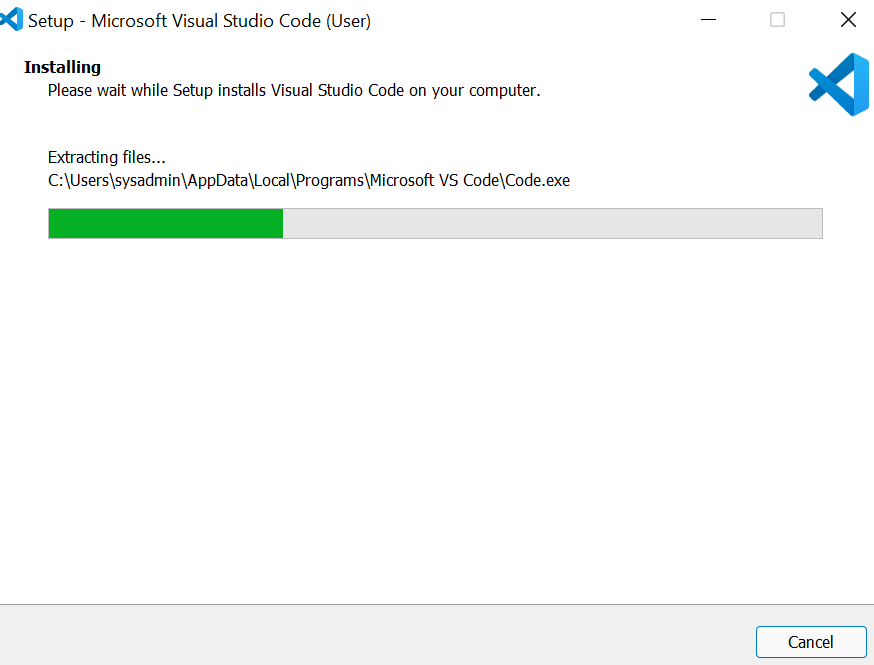 Setup - Microsoft Visual Studio Code (User)
Installing
Please wait while Setup installs Visual Studio Code on your computer.
Extracting files...
C:\Users\sysadmin\AppData\Local\Programs\Microsoft VS Code\Code.exe
Cancel